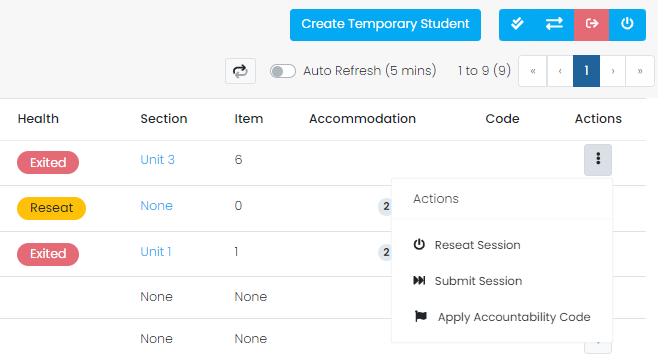 Create Temporary Student
Auto Refresh (5 mins) 1 to 9 (9) « ‹ 1 › »
Health Section Item Accommodation Code Actions
Exited Unit 3 6
Reseat None 0 2
Exited Unit 1 1 2
None None
None None
Actions
Reseat Session
Submit Session
Apply Accountability Code